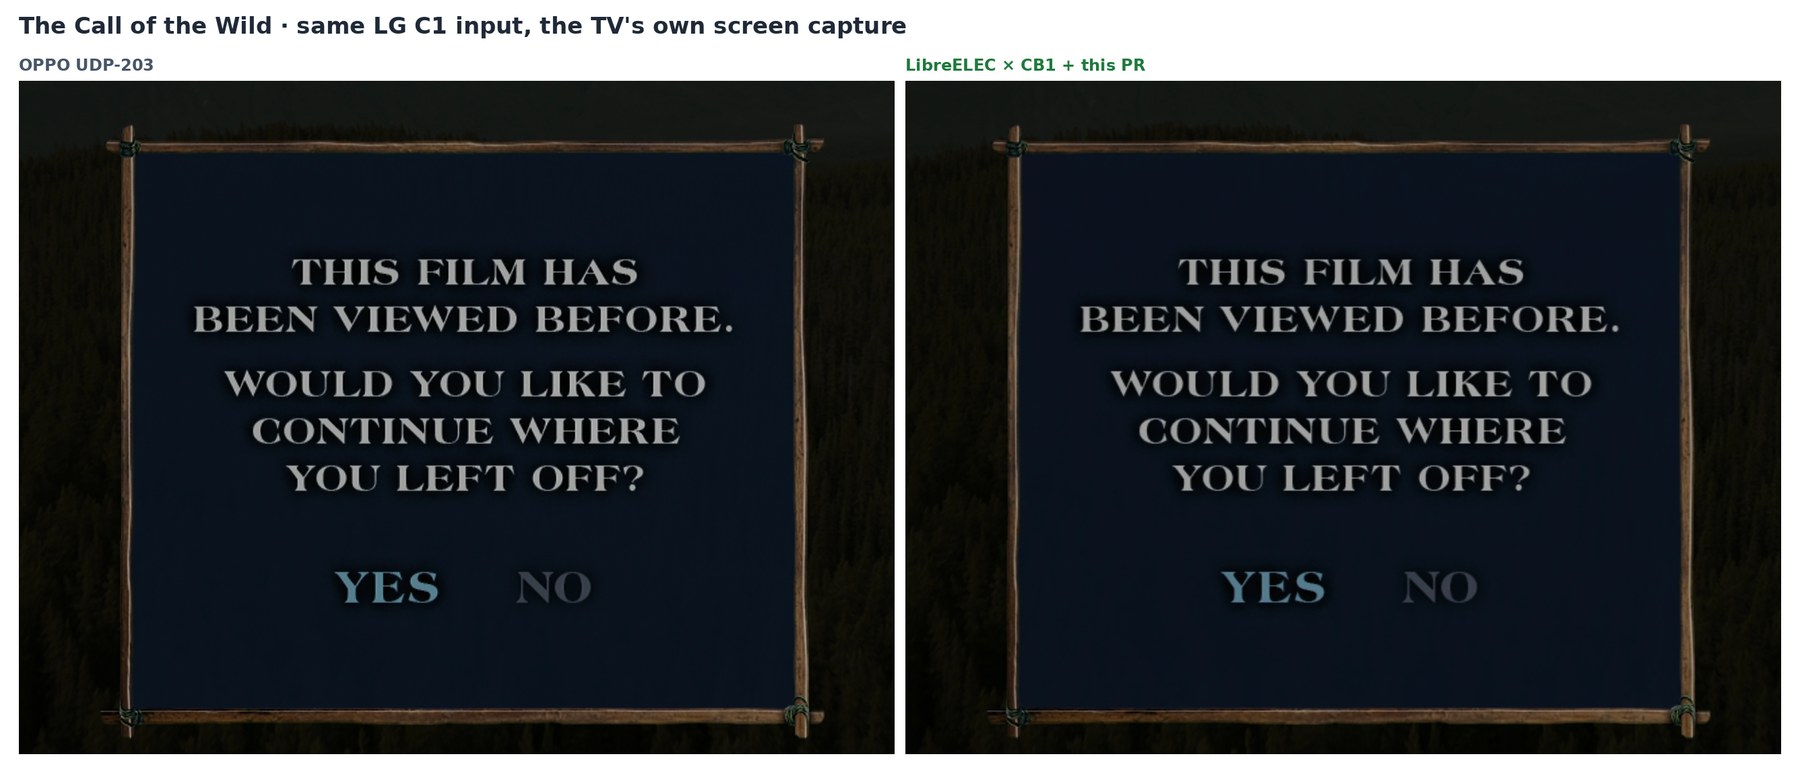 The Call of the Wild · same LG C1 input, the TV's own screen capture
OPPO UDP-203
THIS FILM HAS
BEEN VIEWED BEFORE.
WOULD YOU LIKE TO
CONTINUE WHERE
YOU LEFT OFF?
YES NO
LibreELEC × CB1 + this PR
THIS FILM HAS
BEEN VIEWED BEFORE.
WOULD YOU LIKE TO
CONTINUE WHERE
YOU LEFT OFF?
YES NO